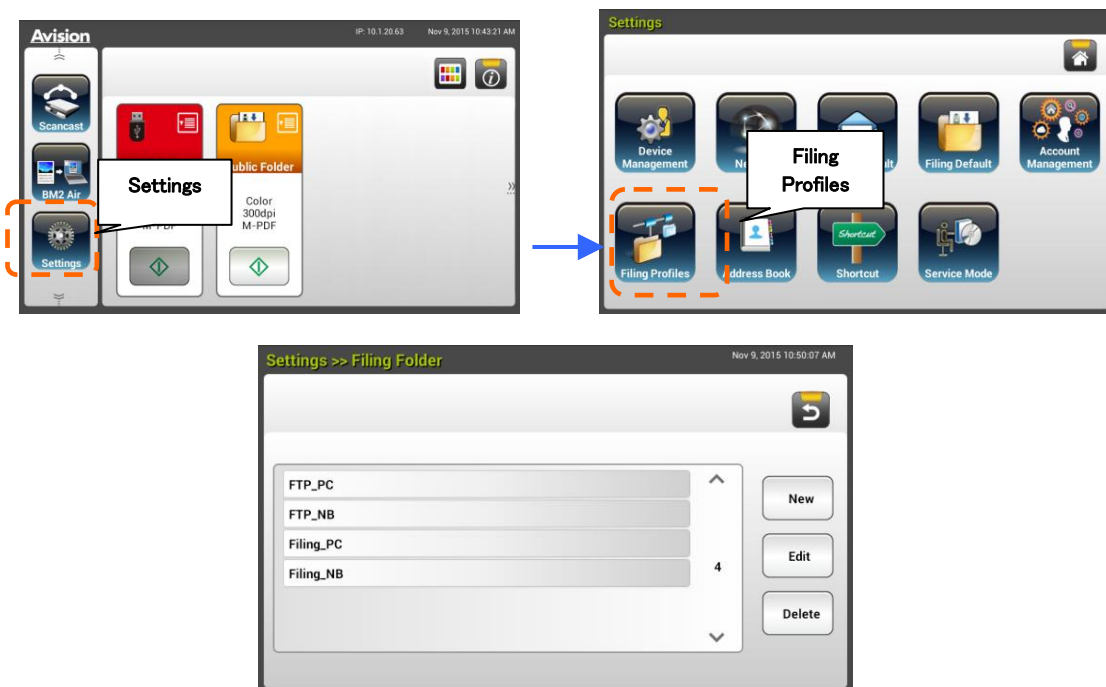 Avision
IP: 10.1.20.63 Nov 9, 2015 10:43:21 AM
Scancast
BM2 Air
Settings
Settings
Public Folder
Color
300dpi
M-PDF
M-PDF
Settings
Device
Management
Filing
Profiles
Filing Default
Account
Management
Filing Profiles
Address Book
Shortcut
Shortcut
Service Mode
Settings >> Filing Folder
Nov 9, 2015 10:50:07 AM
FTP_PC
FTP_NB
Filing_PC
Filing_NB
4
New
Edit
Delete